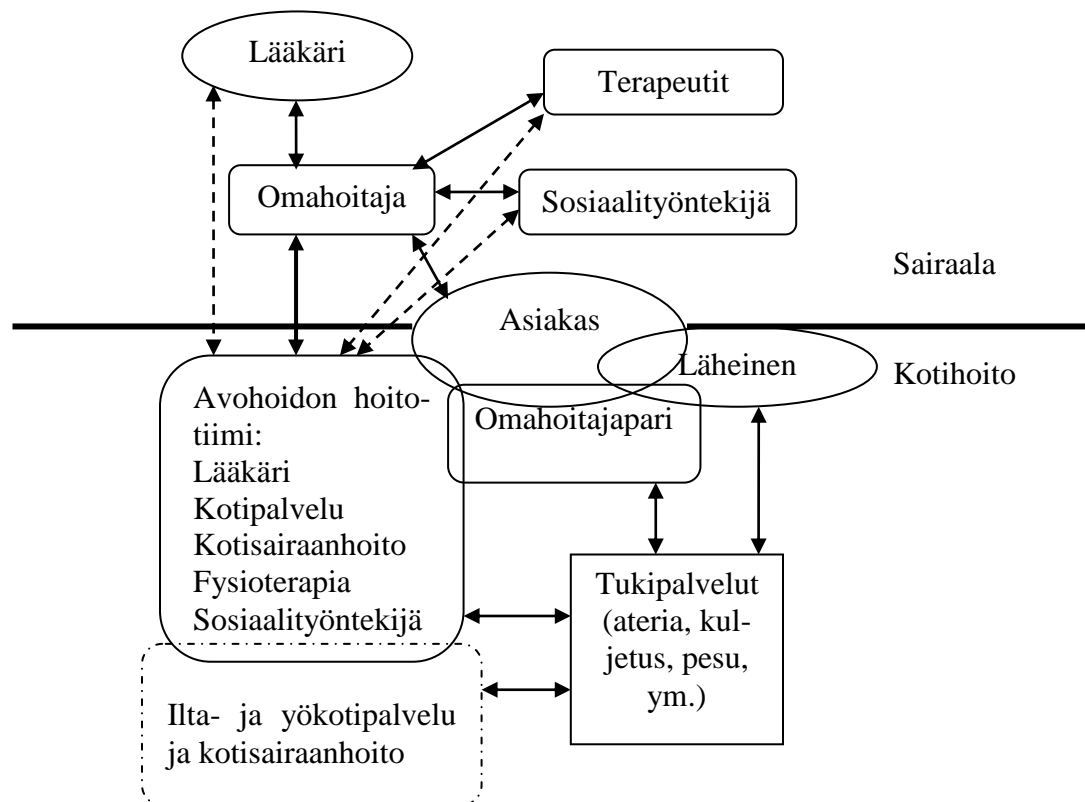 Lääkäri
Terapeutit
Omahoitaja
Sosiaalityöntekijä
Sairaala
Asiakas
Läheinen
Kotihoito
Avohoidon hoito-
tiimi:
Lääkäri
Kotipalvelu
Kotisairaanhoito
Fysioterapia
Sosiaalityöntekijä
Omahoitajapari
Tukipalvelut
(ateria, kul-
jetus, pesu,
ym.)
Ilta- ja yökotipalvelu
ja kotisairaanhoito